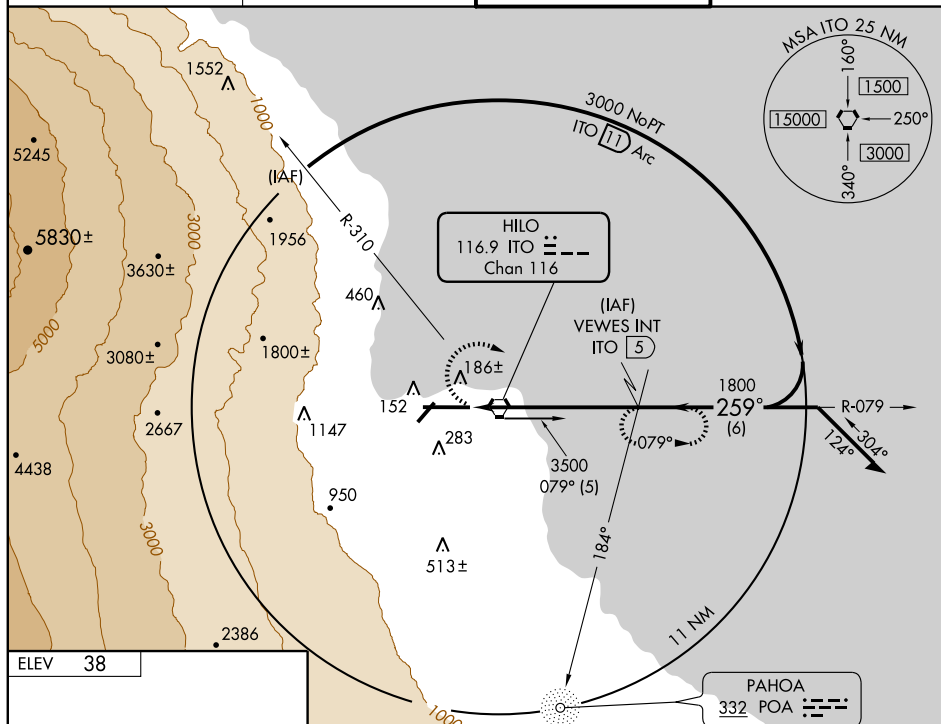 MSA ITO 25 NM
160°
1500
15000
250°
3000
340°
1552
1000
3000 NoPT
ITO 11 Arc
5245
(IAF)
R-310
1956
3000
5830±
3630±
HILO
116.9 ITO
Chan 116
460
(IAF)
VEWES INT
ITO 5
5000
3080±
1800±
186±
1800
152
259°
R-079
(6)
2667
1147
283
079°
304°
124°
4438
3500
079° (5)
950
184°
3000
513±
11 NM
2386
ELEV 38
1000
PAHOA
332 POA